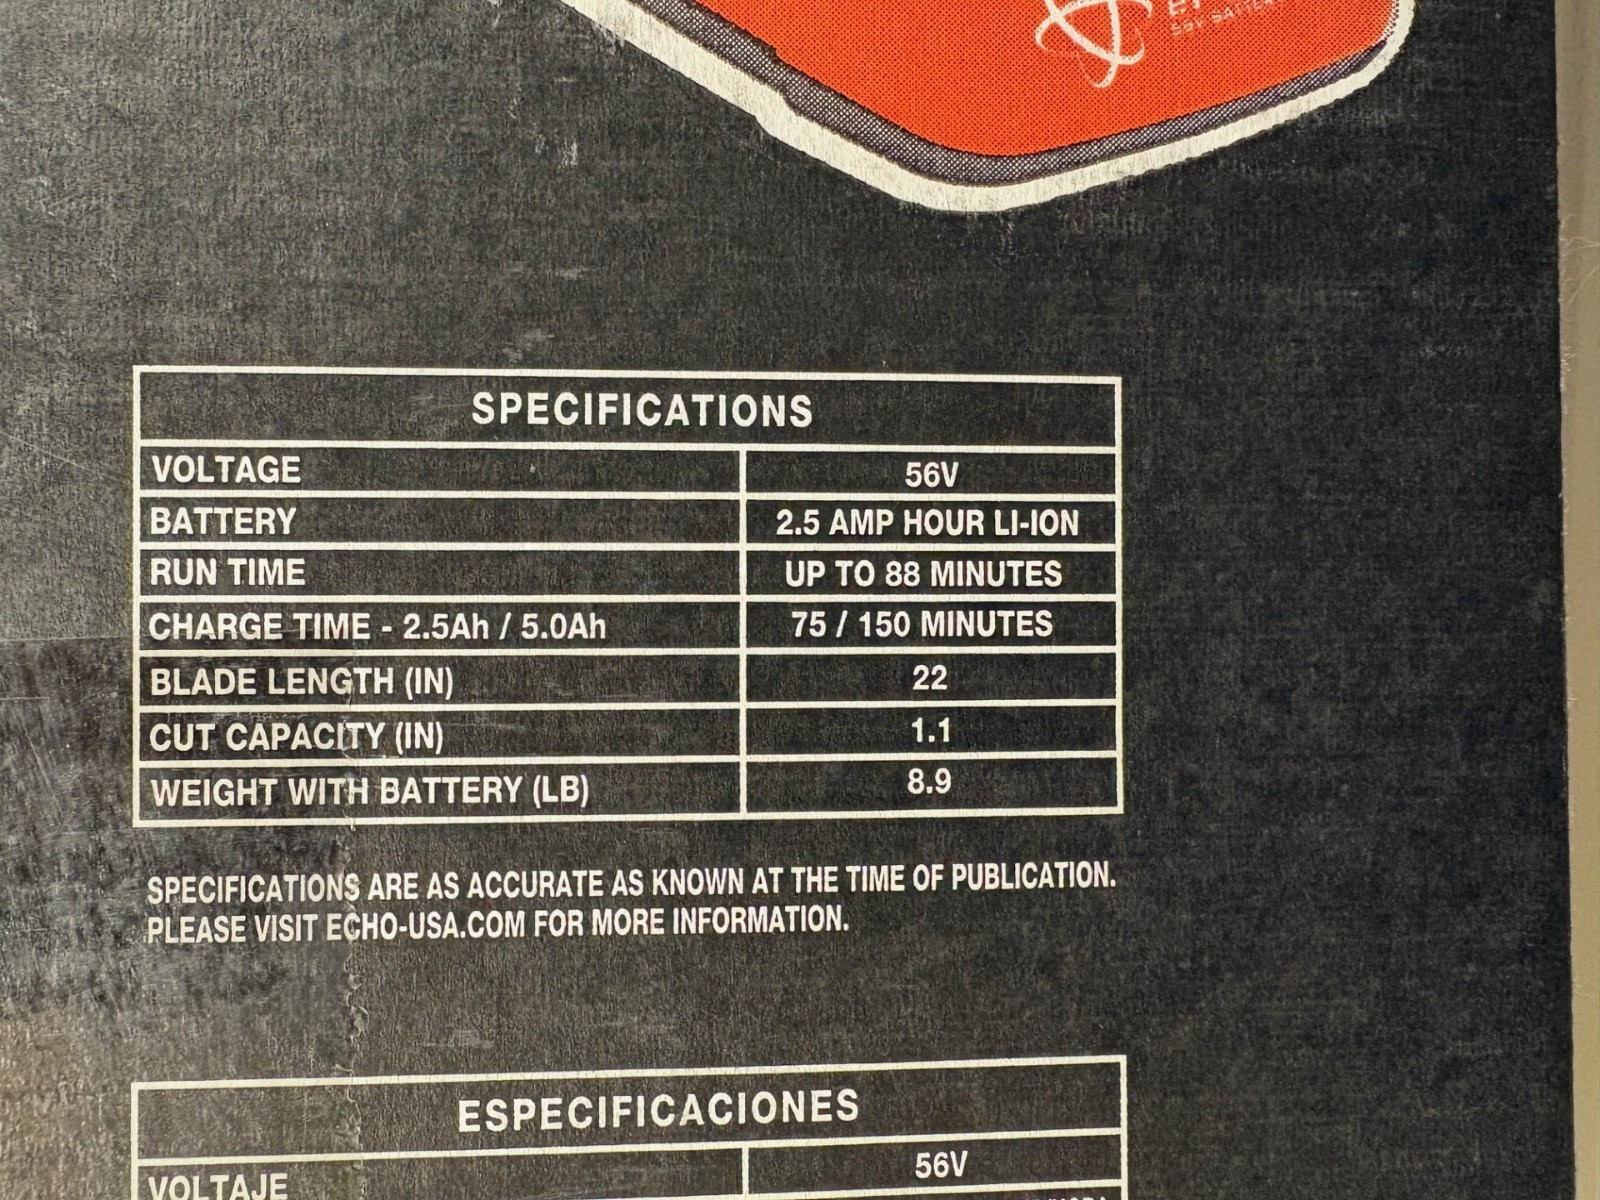 SPECIFICATIONS
VOLTAGE 56V
BATTERY 2.5 AMP HOUR LI-ION
RUN TIME UP TO 88 MINUTES
CHARGE TIME - 2.5Ah / 5.0Ah 75 / 150 MINUTES
BLADE LENGTH (IN) 22
CUT CAPACITY (IN) 1.1
WEIGHT WITH BATTERY (LB) 8.9
SPECIFICATIONS ARE AS ACCURATE AS KNOWN AT THE TIME OF PUBLICATION.
PLEASE VISIT ECHO-USA.COM FOR MORE INFORMATION.
ESPECIFICACIONES
VOLTAJE 56V